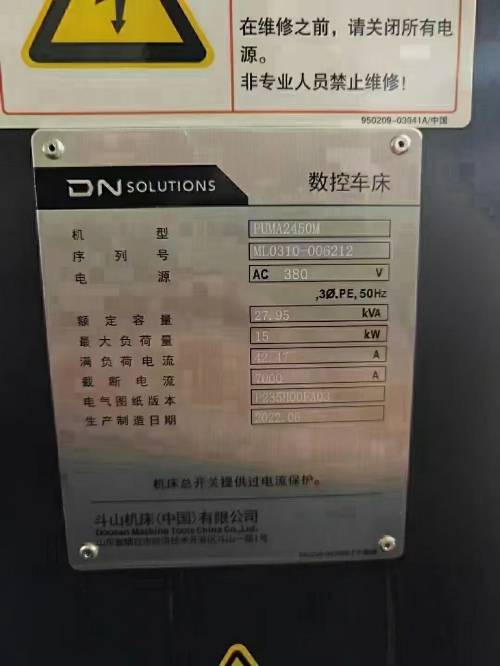 在维修之前，请关闭所有电
源。
非专业人员禁止维修!
950209-03941A/中国
DN SOLUTIONS
数控车床
机型 PUMA2450M
序列号 ML0310-006212
电源 AC 380 V
,3Ø.PE,50Hz
额定容量 27.95 kVA
最大负荷量 15 kW
满负荷电流 42.47 A
截断电流 7000 A
电气图纸版本
生产制造日期 2022.06
机床总开关提供过电流保护。
斗山机床(中国)有限公司
Doosan Machine Tools China Co.,Ltd.